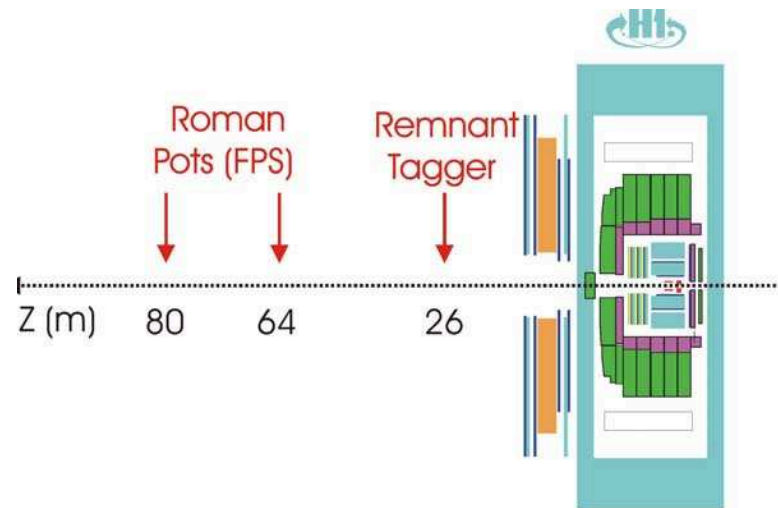 H1
Roman
Pots (FPS)
Remnant
Tagger
Z (m) 80 64 26